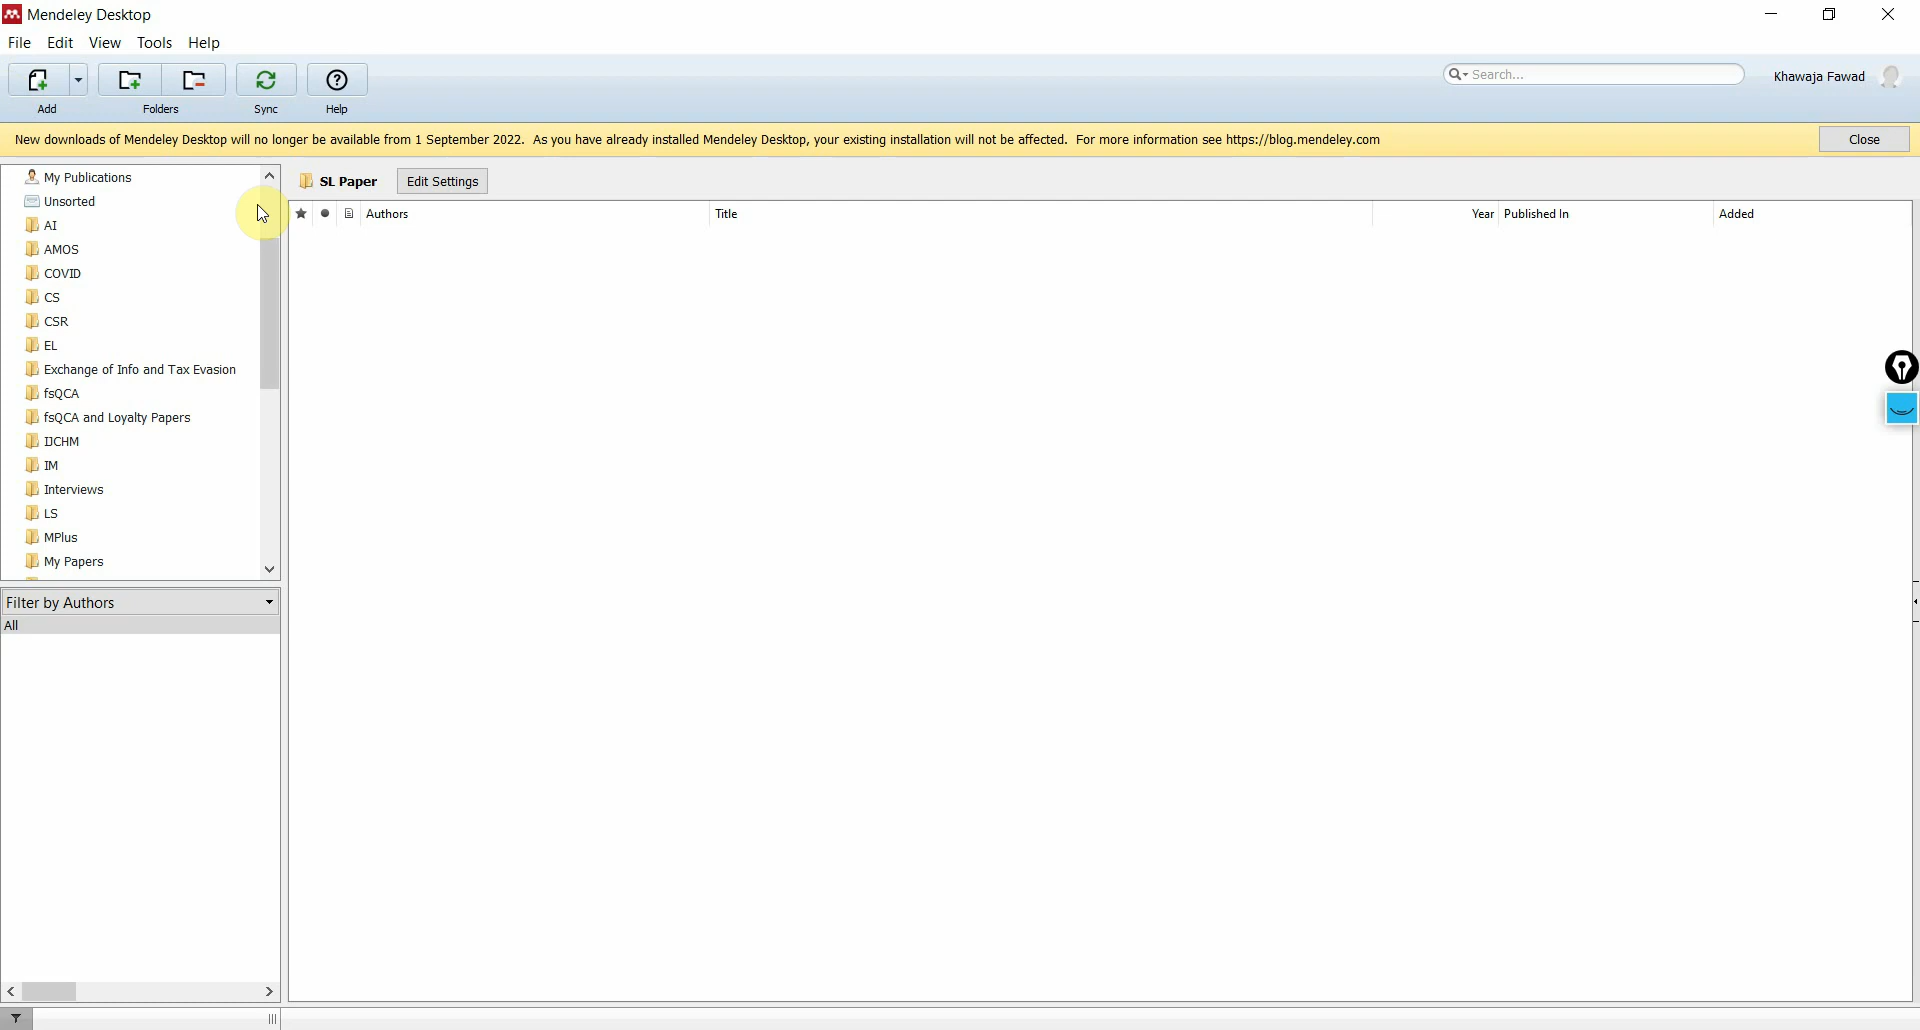 Mendeley Desktop
File Edit View Tools Help
Search... Khawaja Fawad
Add Folders Sync Help
New downloads of Mendeley Desktop will no longer be available from 1 September 2022. As you have already installed Mendeley Desktop, your existing installation will not be affected. For more information see https://blog.mendeley.com Close
My Publications
Unsorted
AI
AMOS
COVID
CS
CSR
EL
Exchange of Info and Tax Evasion
fsQCA
fsQCA and Loyalty Papers
IJCHM
IM
Interviews
LS
MPlus
My Papers
SL Paper Edit Settings
Authors Title Year Published In Added
Filter by Authors
All